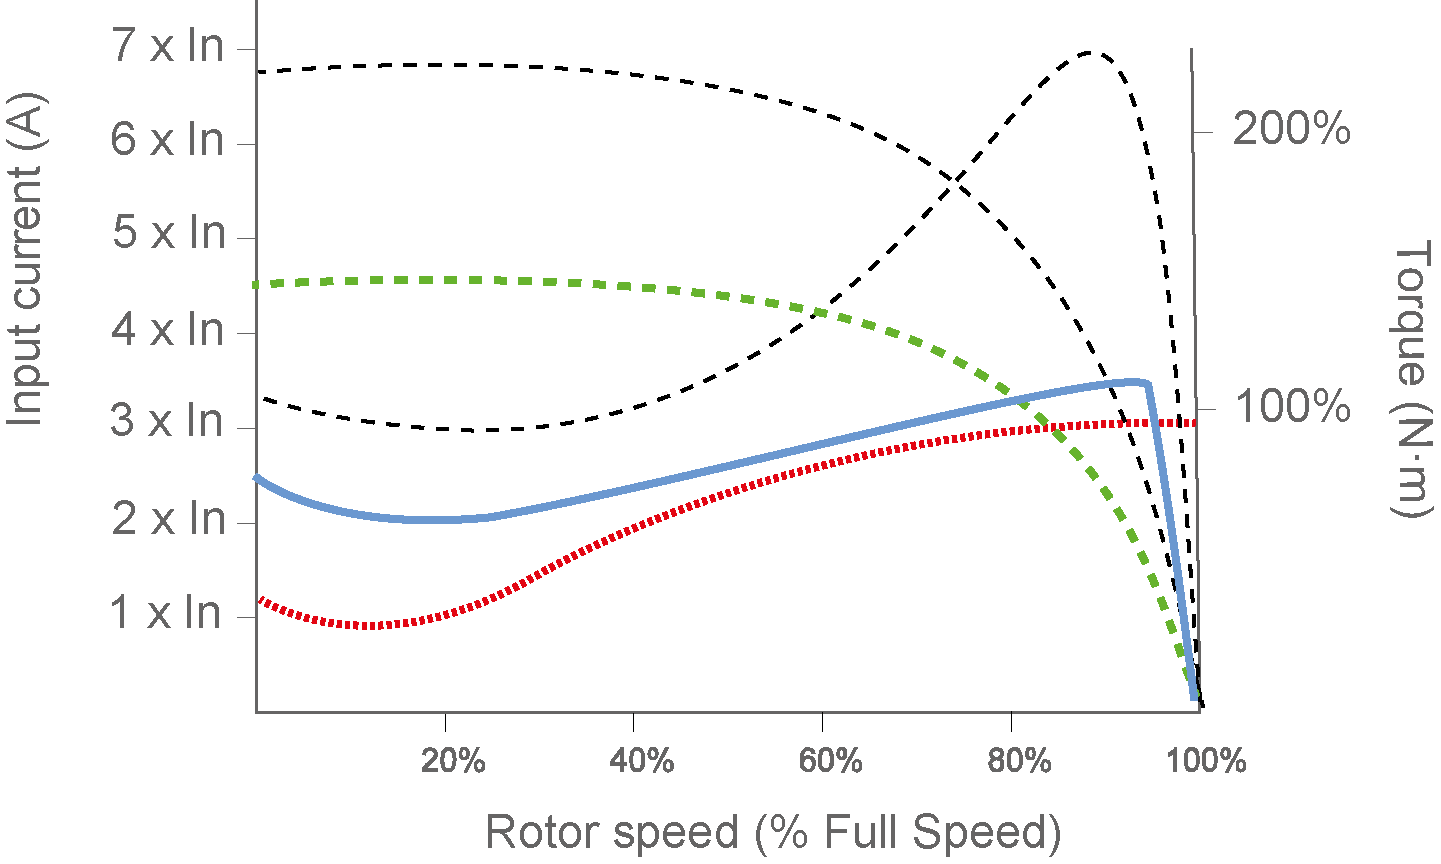 Input current (A)
7 x In
6 x In
5 x In
4 x In
3 x In
2 x In
1 x In
200%
100%
Torque (N·m)
20%
40%
60%
80%
100%
Rotor speed (% Full Speed)